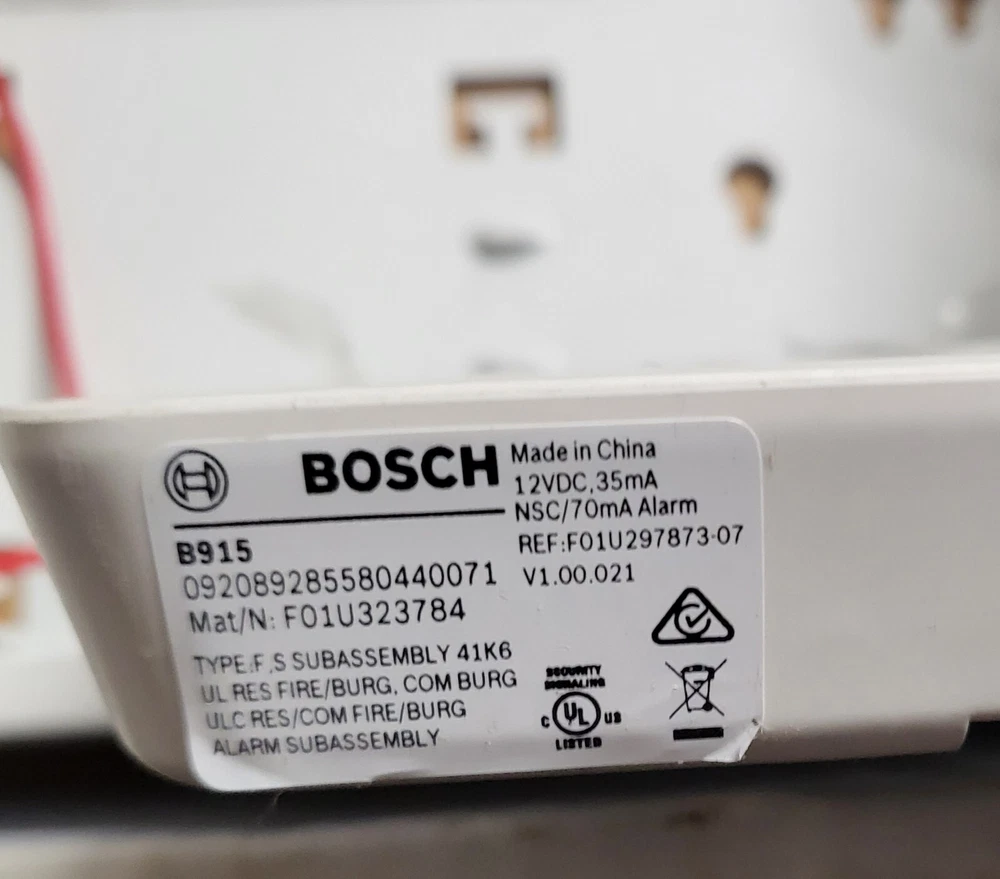 BOSCH
Made in China
12VDC,35mA
NSC/70mA Alarm
REF:F01U297873-07
V1.00.021
B915
092089285580440071
Mat/N: F01U323784
TYPE:F,S SUBASSEMBLY 41K6
UL RES FIRE/BURG, COM BURG
ULC RES/COM FIRE/BURG
ALARM SUBASSEMBLY
SECURITY
SIGNALING
C UL US
LISTED